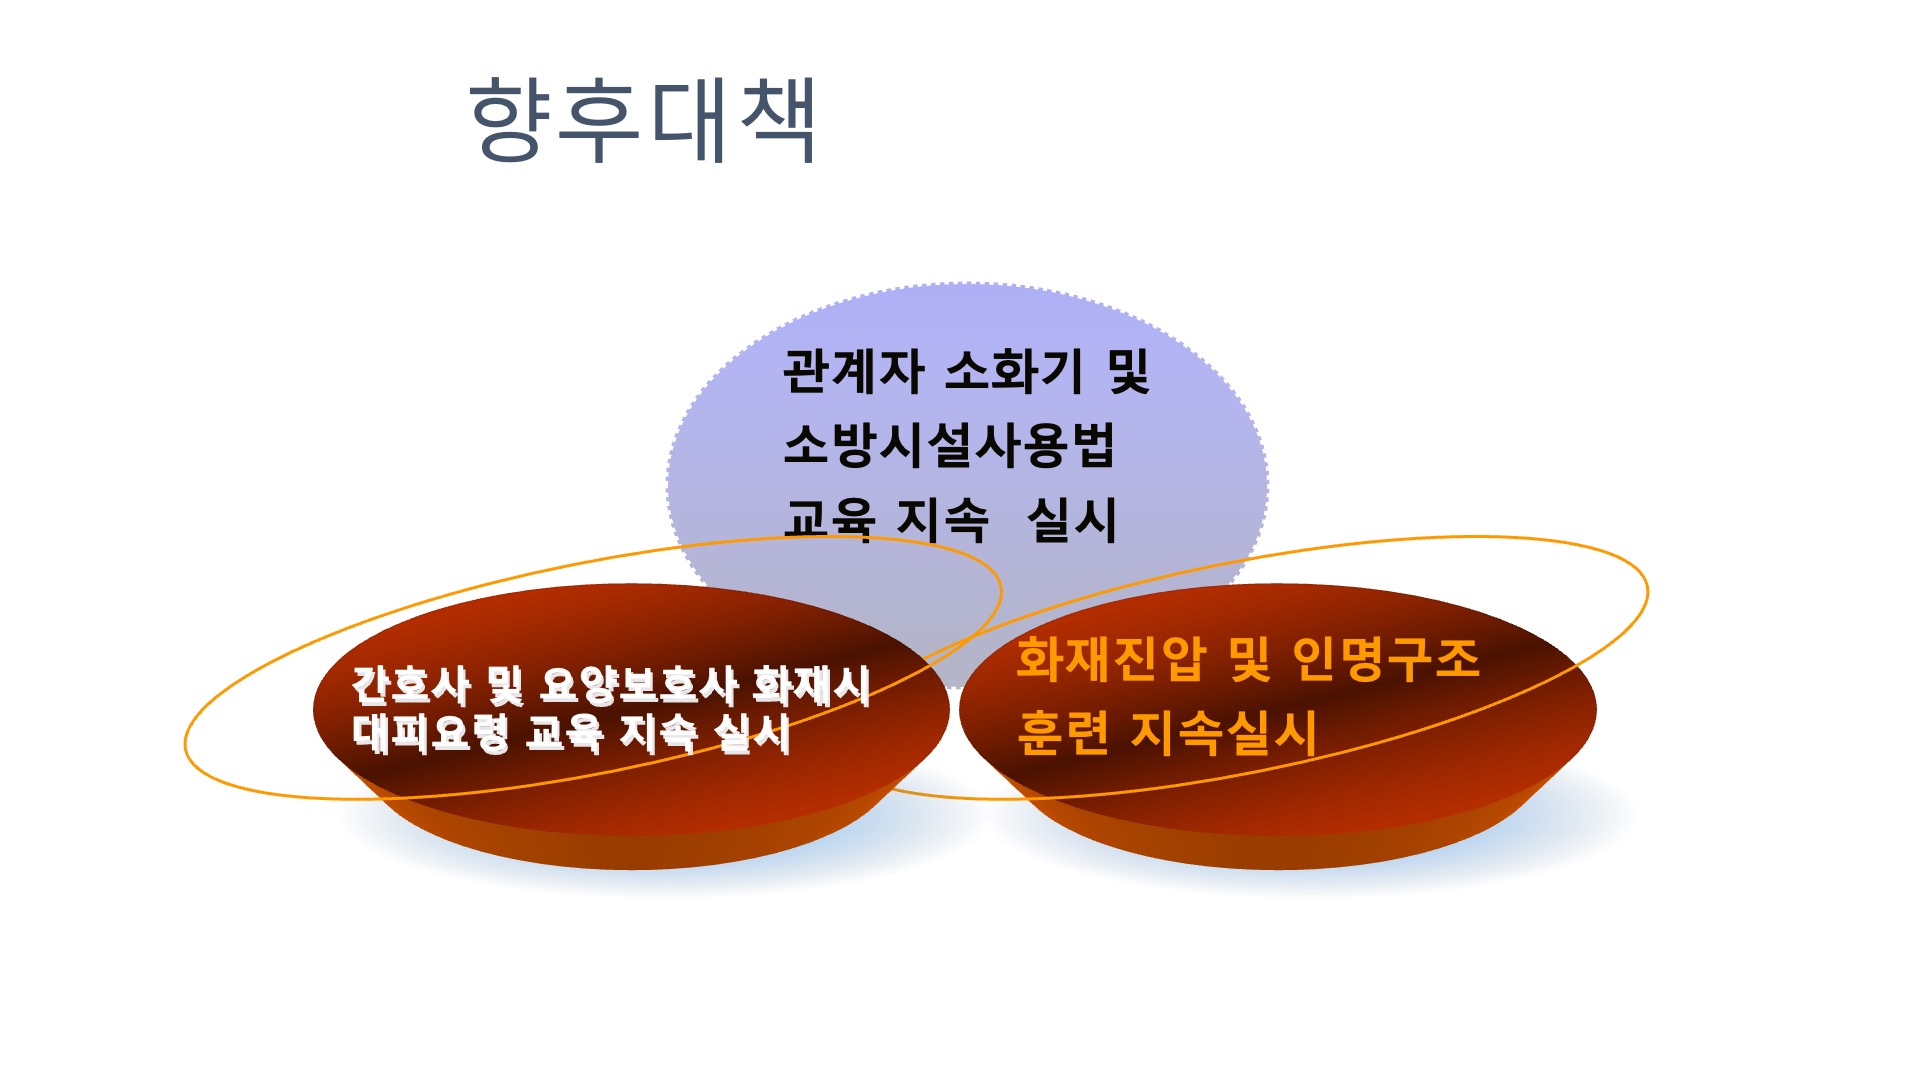 향후대책
관계자 소화기 및
소방시설사용법
교육 지속 실시
간호사 및 요양보호사 화재시
대피요령 교육 지속 실시
화재진압 및 인명구조
훈련 지속실시